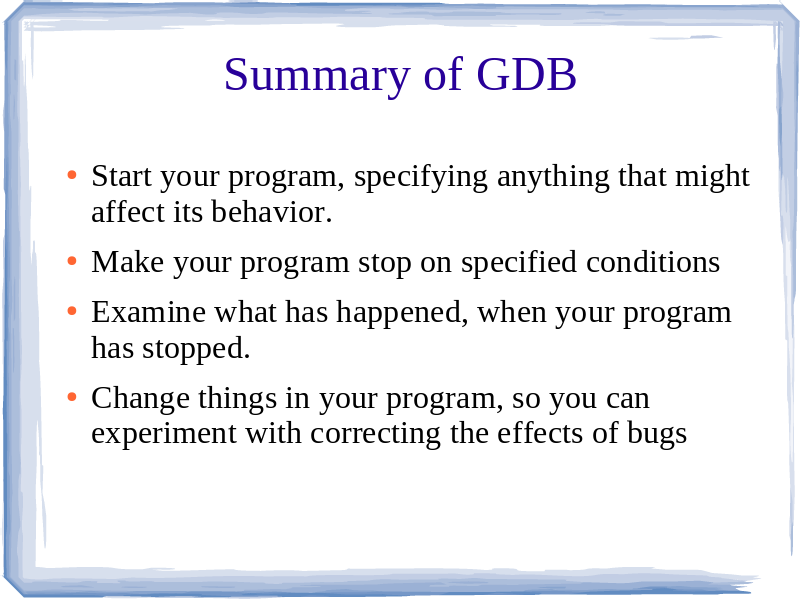 Summary of GDB
• Start your program, specifying anything that might
affect its behavior.
• Make your program stop on specified conditions
• Examine what has happened, when your program
has stopped.
• Change things in your program, so you can
experiment with correcting the effects of bugs